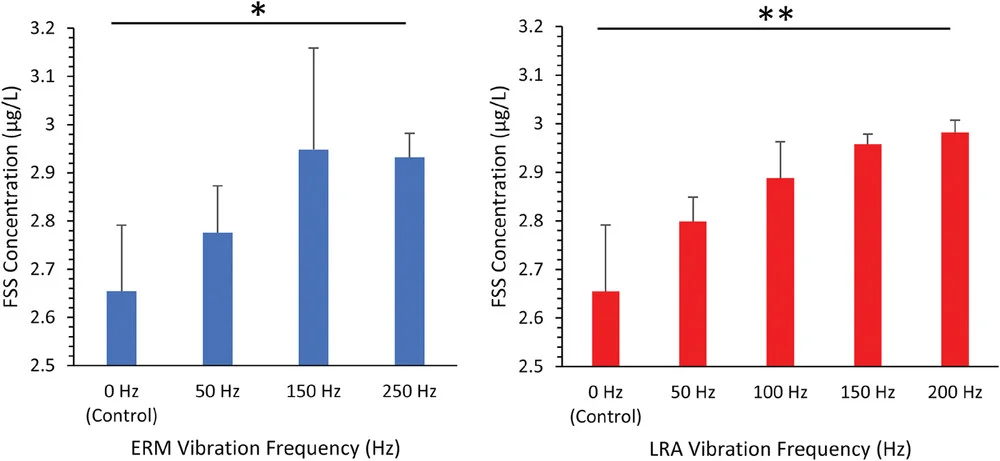 *
3.2
3.1
3
2.9
2.8
2.7
2.6
2.5
FSS Concentration (µg/L)
0 Hz (Control)
50 Hz
150 Hz
250 Hz
ERM Vibration Frequency (Hz)
**
3.2
3.1
3
2.9
2.8
2.7
2.6
2.5
FSS Concentration (µg/L)
0 Hz (Control)
50 Hz
100 Hz
150 Hz
200 Hz
LRA Vibration Frequency (Hz)